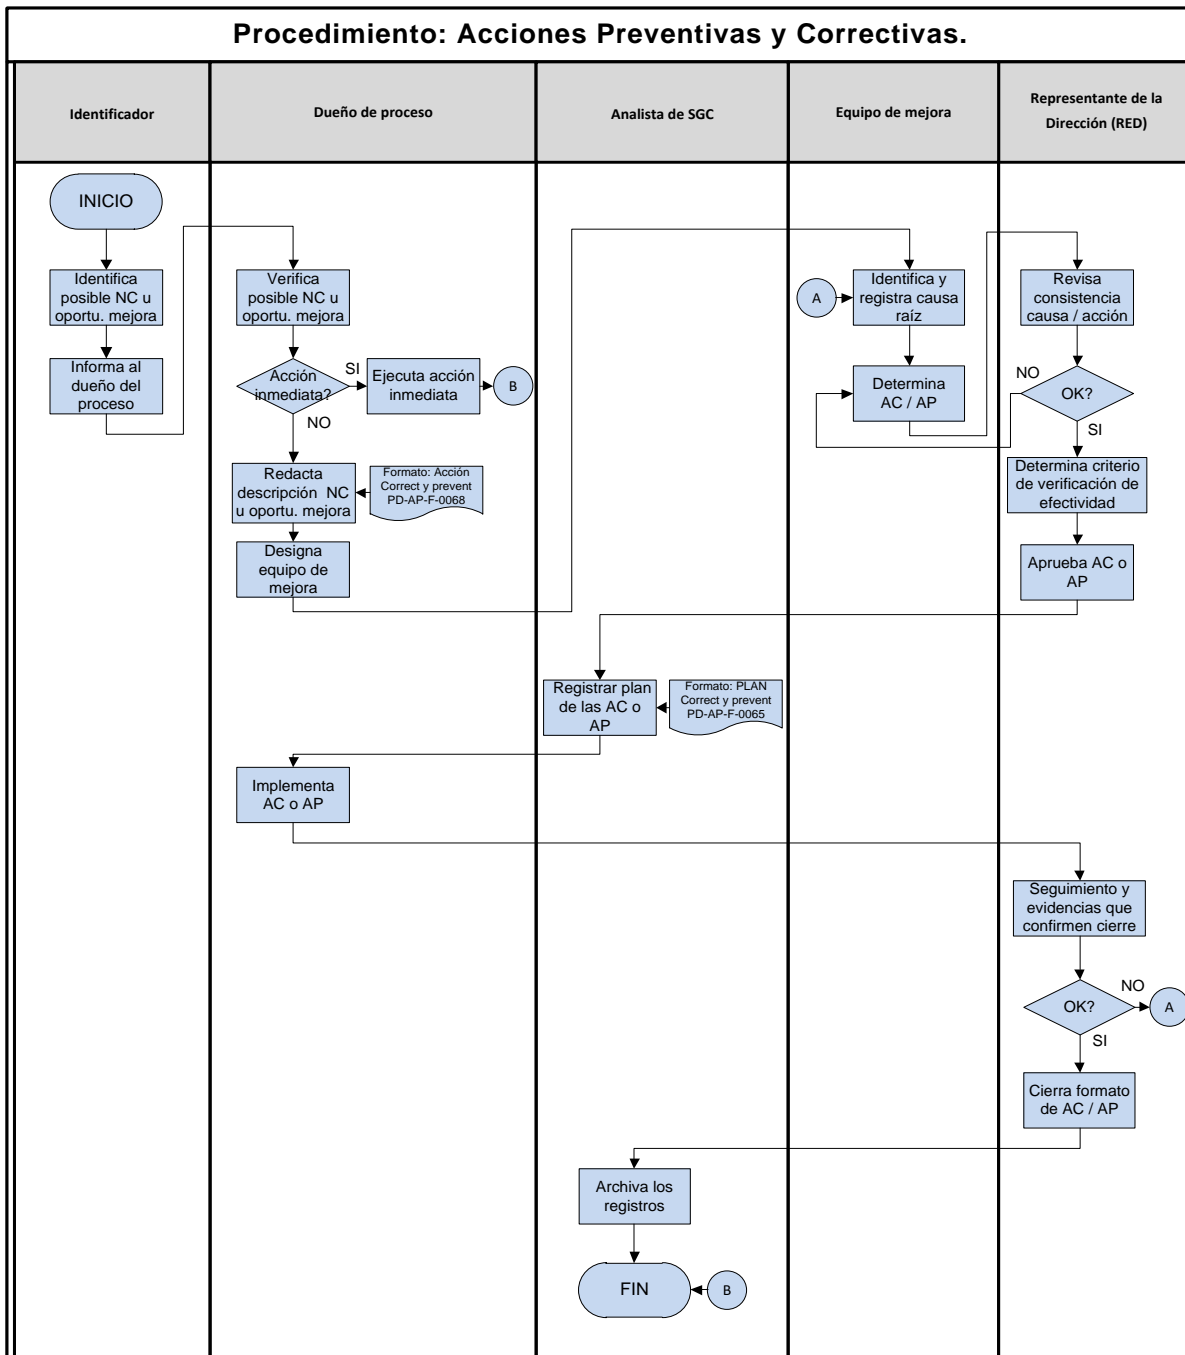 Procedimiento: Acciones Preventivas y Correctivas.
Identificador
Dueño de proceso
Analista de SGC
Equipo de mejora
Representante de la
Dirección (RED)
INICIO
Identifica
posible NC u
oportu. mejora
Informa al
dueño del
proceso
Verifica
posible NC u
oportu. mejora
Acción
inmediata?
SI
Ejecuta acción
inmediata
B
NO
Redacta
descripción NC
u oportu. mejora
Formato: Acción
Correct y prevent
PD-AP-F-0068
Designa
equipo de
mejora
A
Identifica y
registra causa
raíz
Determina
AC / AP
Revisa
consistencia
causa / acción
NO
OK?
SI
Determina criterio
de verificación de
efectividad
Aprueba AC o
AP
Registrar plan
de las AC o
AP
Formato: PLAN
Correct y prevent
PD-AP-F-0065
Implementa
AC o AP
Seguimiento y
evidencias que
confirmen cierre
OK?
NO
A
SI
Cierra formato
de AC / AP
Archiva los
registros
FIN
B